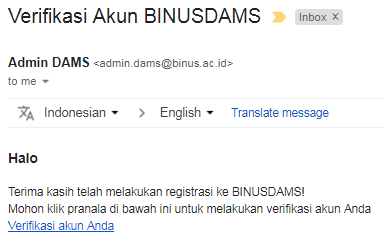 Verifikasi Akun BINUSDAMS Inbox x
Admin DAMS <admin.dams@binus.ac.id>
to me
Indonesian > English Translate message
Halo
Terima kasih telah melakukan registrasi ke BINUSDAMS!
Mohon klik pranala di bawah ini untuk melakukan verifikasi akun Anda
Verifikasi akun Anda